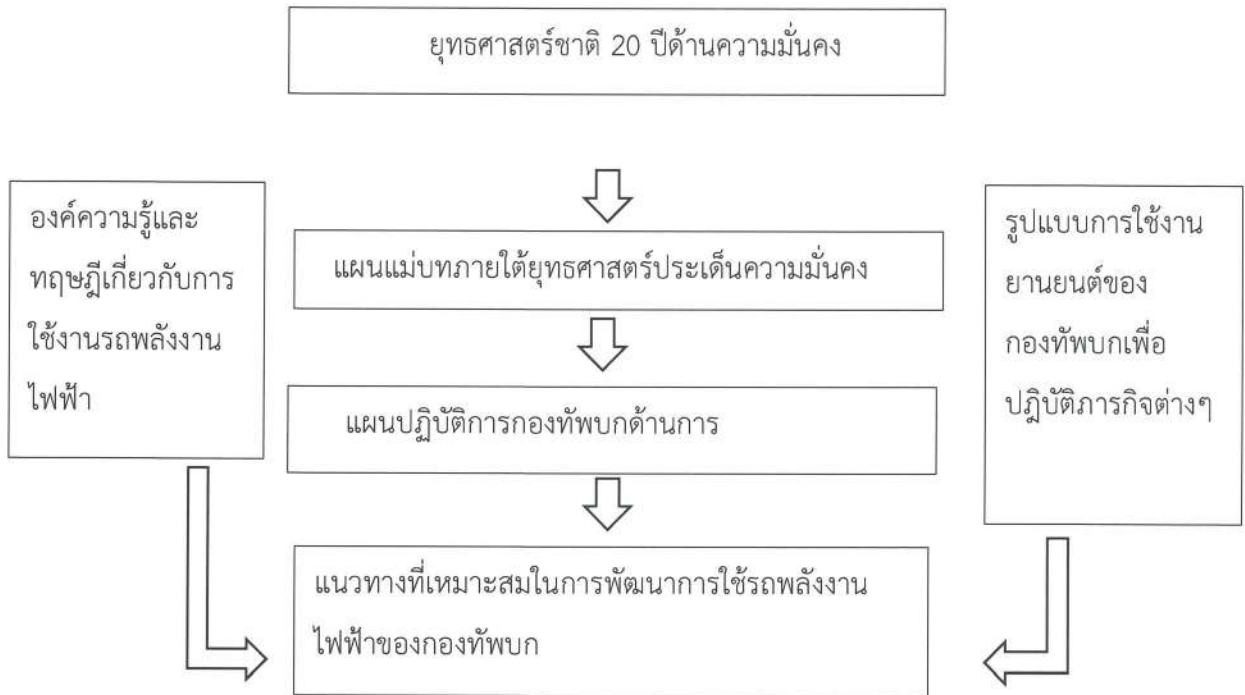 ยุทธศาสตร์ชาติ 20 ปีด้านความมั่นคง
องค์ความรู้และ
ทฤษฎีเกี่ยวกับการ
ใช้งานรถพลังงาน
ไฟฟ้า
แผนแม่บทภายใต้ยุทธศาสตร์ประเด็นความมั่นคง
แผนปฏิบัติการกองทัพบกด้านการ
รูปแบบการใช้งาน
ยานยนต์ของ
กองทัพบกเพื่อ
ปฎิบัติภารกิจต่างๆ
แนวทางที่เหมาะสมในการพัฒนาการใช้รถพลังงาน
ไฟฟ้าของกองทัพบก